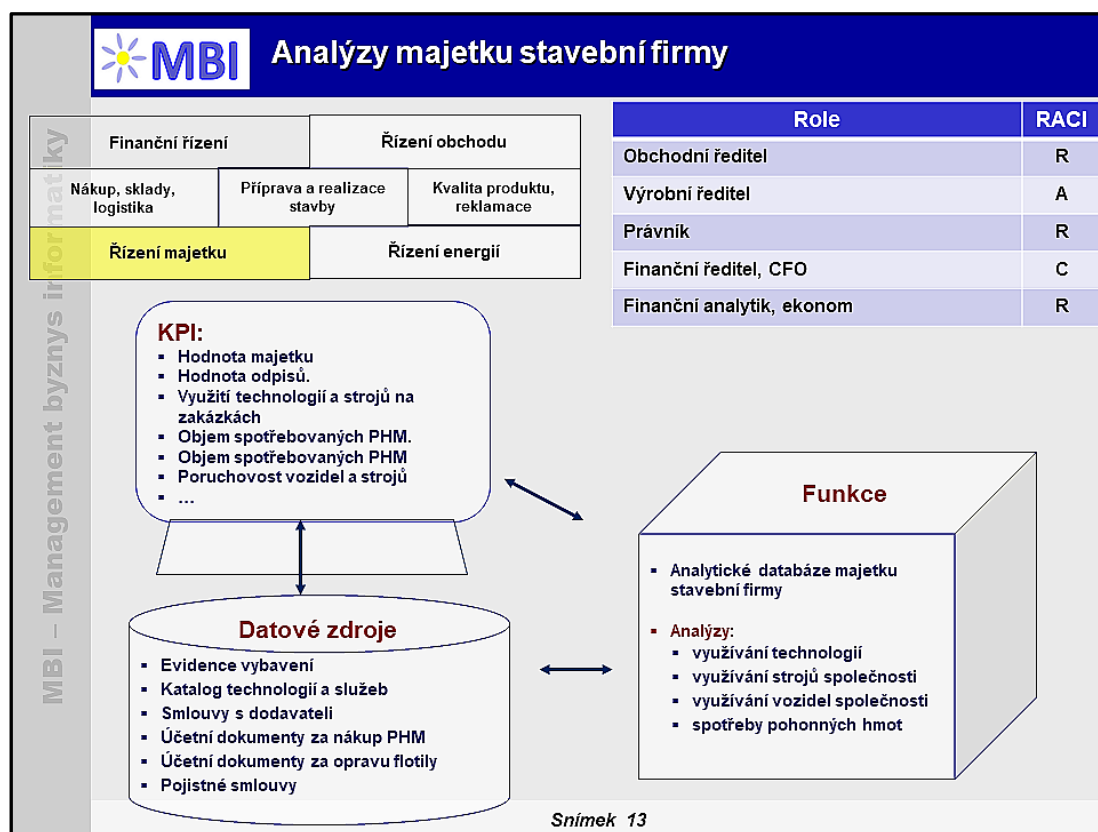 MBI
Analýzy majetku stavební firmy
MBI – Management byznys informatiky
Finanční řízení
Řízení obchodu
Nákup, sklady,
logistika
Příprava a realizace
stavby
Kvalita produktu,
reklamace
Řízení majetku
Řízení energií
Role RACI
Obchodní ředitel R
Výrobní ředitel A
Právník R
Finanční ředitel, CFO C
Finanční analytik, ekonom R
KPI:
▪ Hodnota majetku
▪ Hodnota odpisů.
▪ Využití technologií a strojů na
zakázkách
▪ Objem spotřebovaných PHM.
▪ Objem spotřebovaných PHM
▪ Poruchovost vozidel a strojů
▪ ...
Datové zdroje
▪ Evidence vybavení
▪ Katalog technologií a služeb
▪ Smlouvy s dodavateli
▪ Účetní dokumenty za nákup PHM
▪ Účetní dokumenty za opravu flotily
▪ Pojistné smlouvy
Funkce
▪ Analytické databáze majetku
stavební firmy
▪ Analýzy:
▪ využívání technologií
▪ využívání strojů společnosti
▪ využívání vozidel společnosti
▪ spotřeby pohonných hmot
Snímek 13